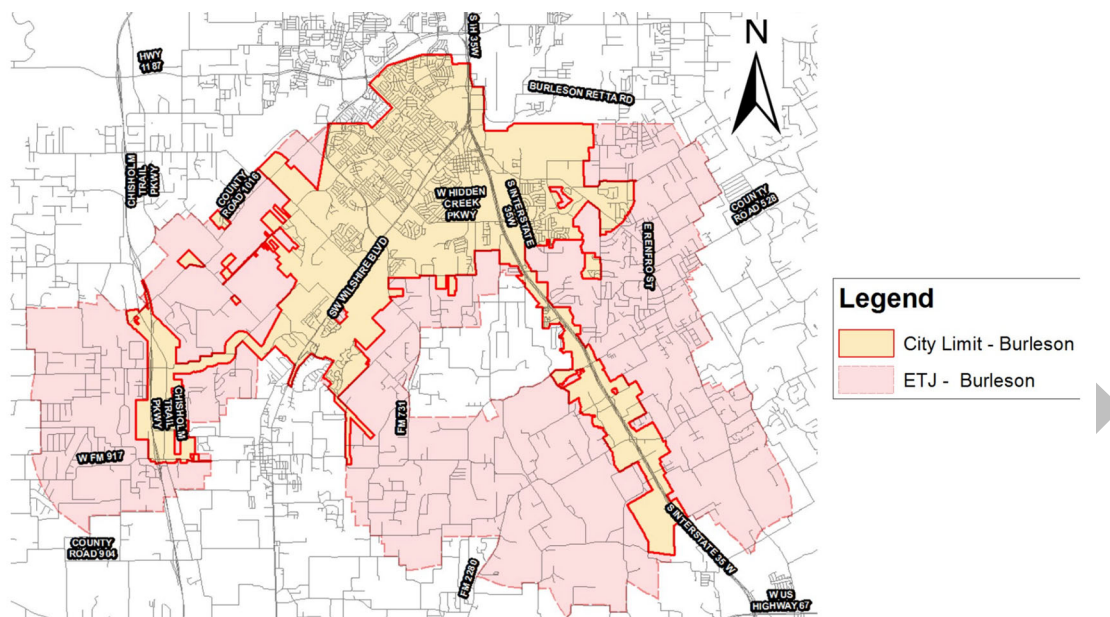 S IH 35W
N
HWY
1187
BURLESON RETTA RD
CHISHOLM
TRAIL
PKWY
COUNTY
ROAD 1016
W HIDDEN
CREEK
PKWY
S INTERSTATE
35W
COUNTY
ROAD 528
E RENFRO ST
SW WILSHIRE BLVD
Legend
City Limit - Burleson
ETJ - Burleson
CHISHOLM
TRAIL
PKWY
FM 731
W FM 917
COUNTY
ROAD 904
S INTERSTATE 35 W
FM 2280
W US
HIGHWAY 67